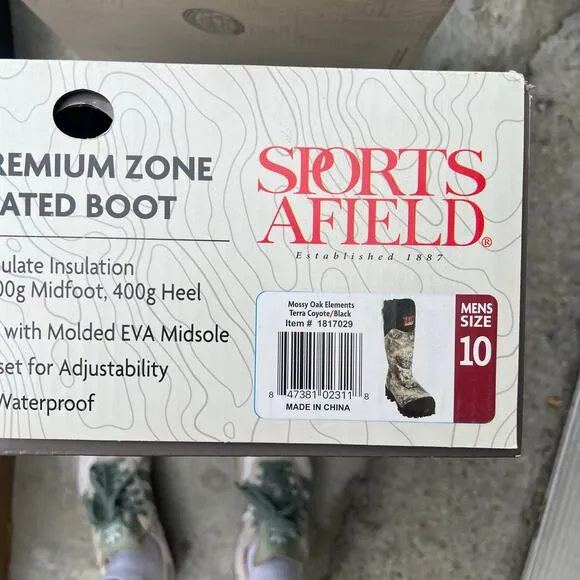 REMIUM ZONE
ATED BOOT
ulate Insulation
00g Midfoot, 400g Heel
with Molded EVA Midsole
set for Adjustability
Waterproof
SPORTS
AFIELD®
Established 1887
Mossy Oak Elements
Terra Coyote/Black
Item # 1817029
8 47381 02311 8
MADE IN CHINA
MENS
SIZE
10